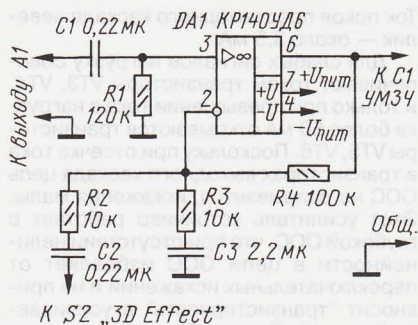 C1 0,22 мк
DA1 КР140УД6
К выходу А1
3
6
2
7
4
+U
-U
+Uпит
-Uпит
К С1
ДМЗЧ
R1
120 к
R2
10 к
R3
10 к
R4 100 к
C2
0,22 мк
C3 2,2 мк
Общ.
К S2 „3D Effect"